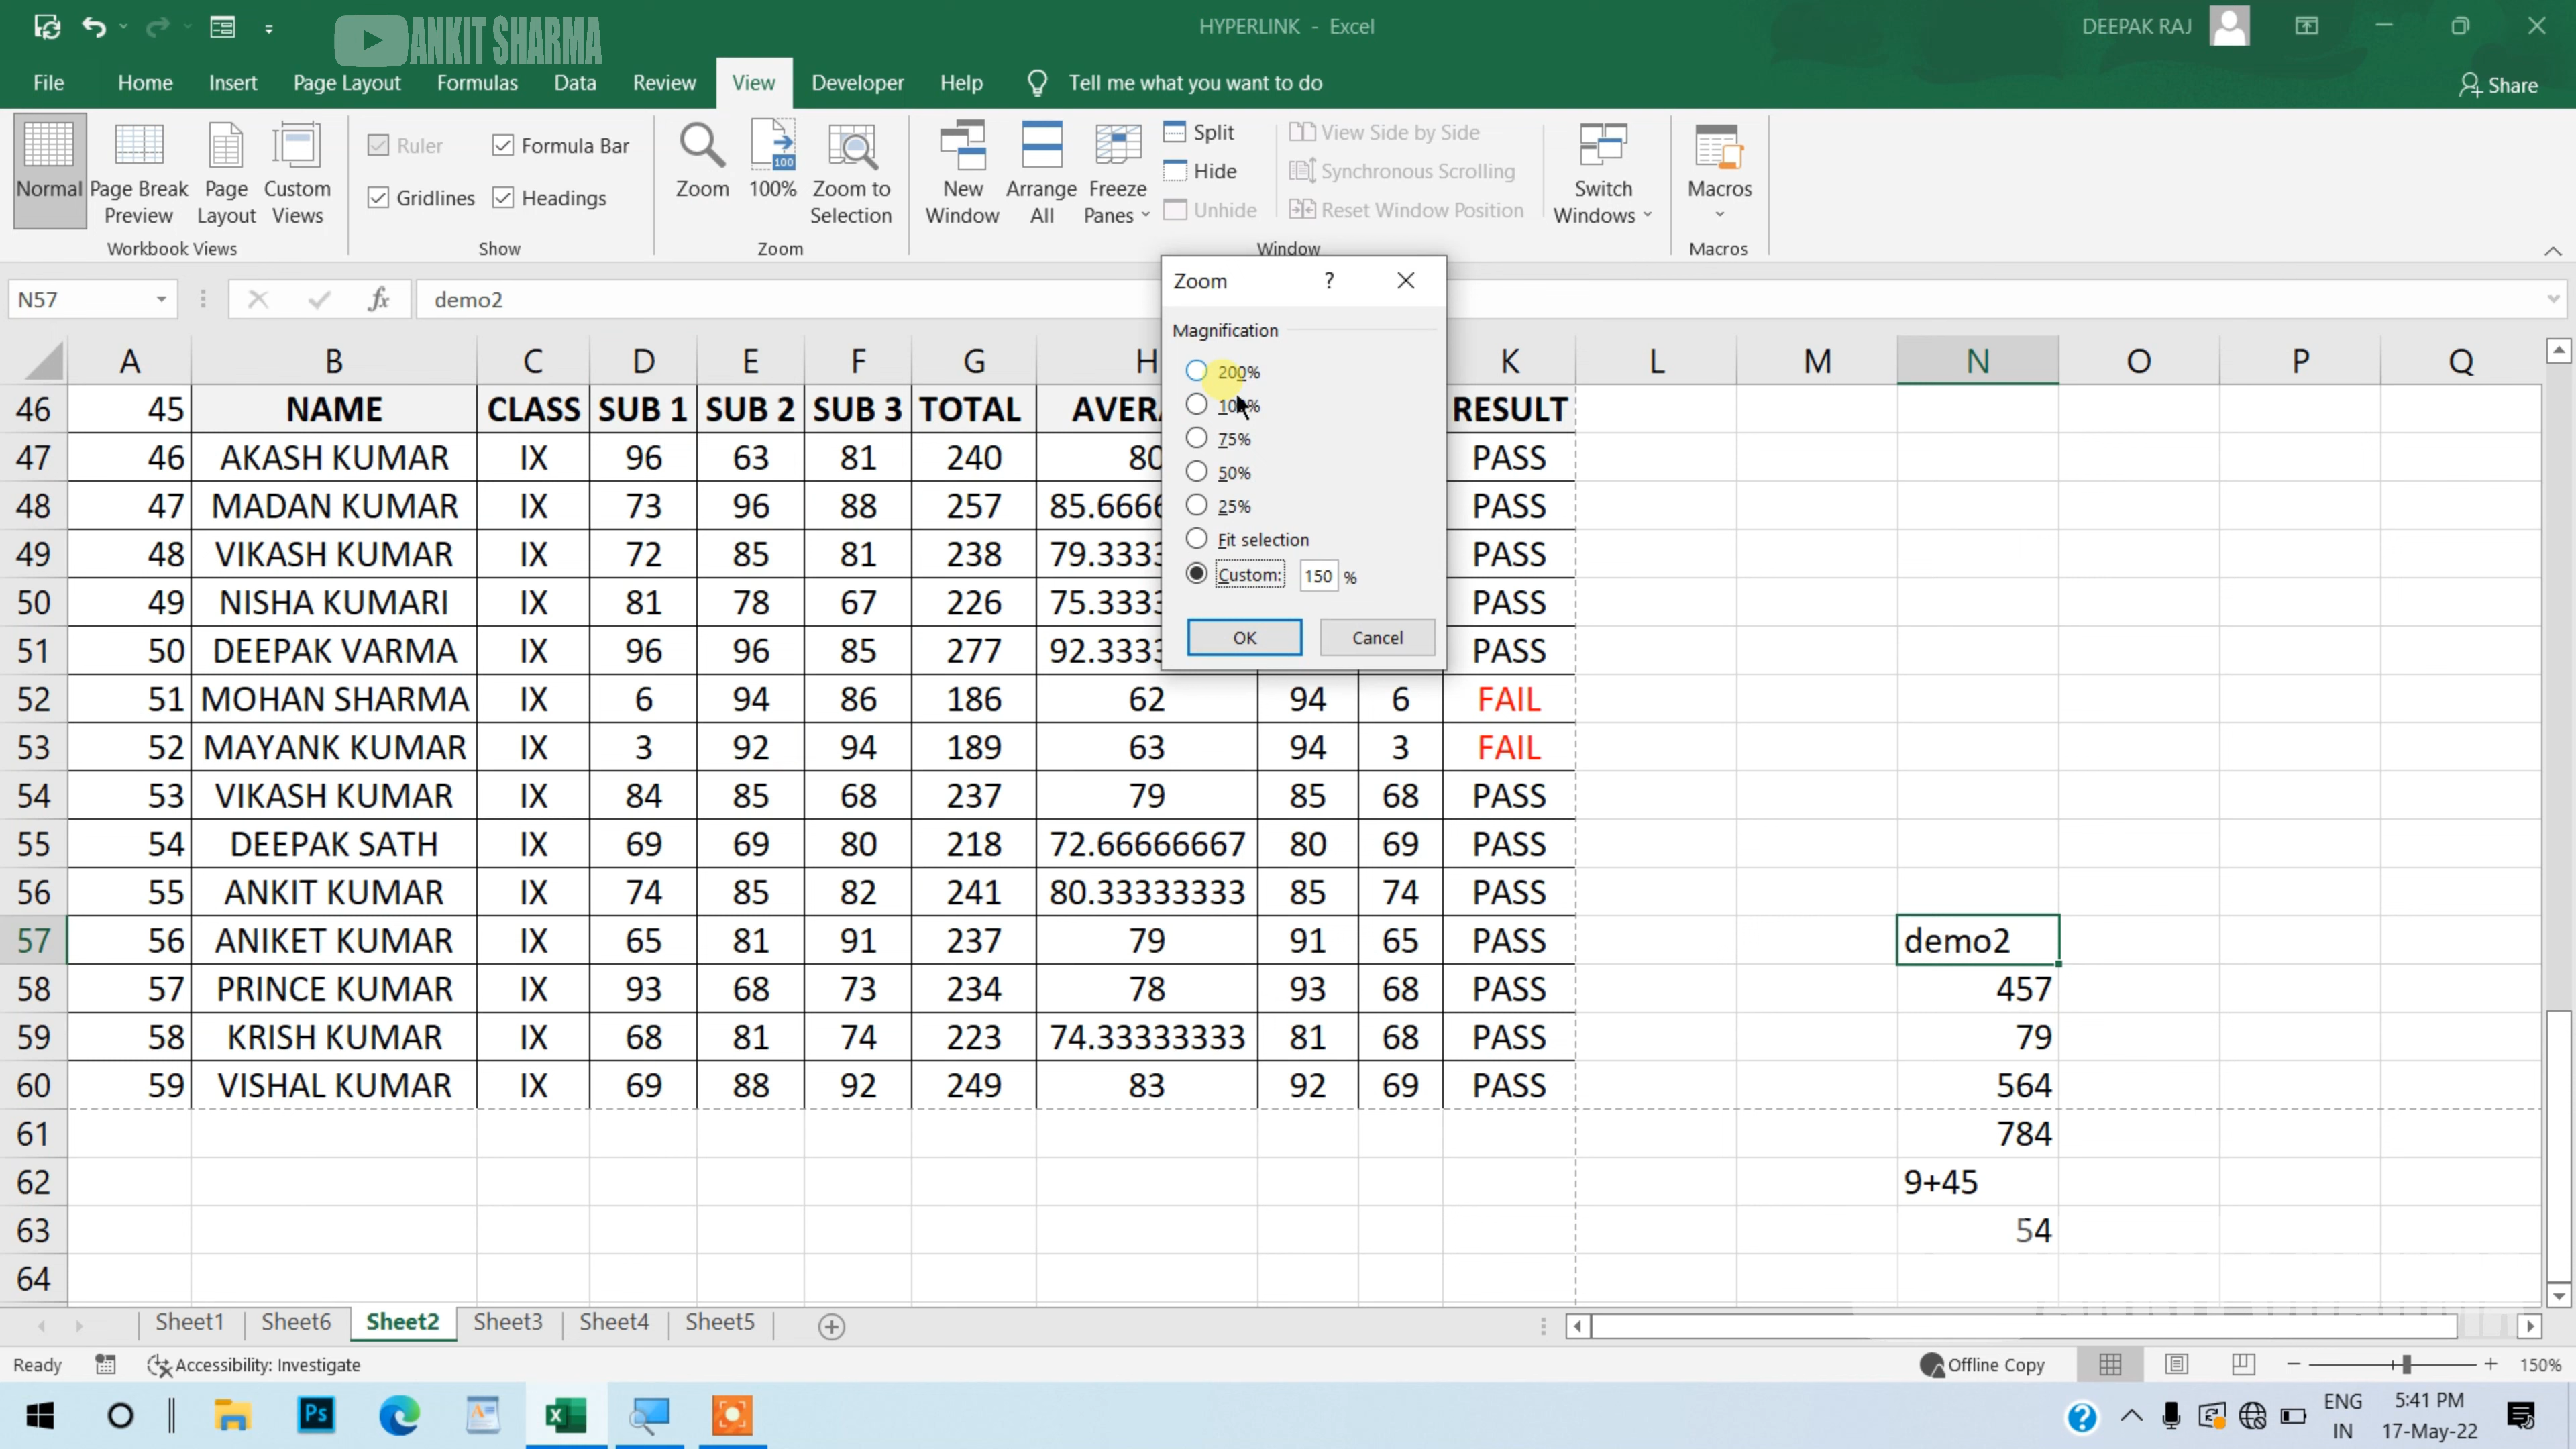 ANKIT SHARMA
HYPERLINK - Excel
DEEPAK RAJ
File Home Insert Page Layout Formulas Data Review View Developer Help Tell me what you want to do Share
Normal Page Break Preview Page Layout Custom Views
Workbook Views
Ruler Formula Bar
Gridlines Headings
Show
Zoom 100% Zoom to Selection
Zoom
New Window Arrange All Freeze Panes
Split
Hide
Unhide
View Side by Side
Synchronous Scrolling
Reset Window Position
Switch Windows
Window
Macros
Macros
N57 fx demo2
Zoom ? 
Magnification
200%
75%
50%
25%
Fit selection
Custom: 150 %
OK Cancel
A B C D E F G H K L M N O P Q
46 45 NAME CLASS SUB 1 SUB 2 SUB 3 TOTAL RESULT
47 46 AKASH KUMAR IX 96 63 81 240 80 PASS
48 47 MADAN KUMAR IX 73 96 88 257 85.6666 PASS
49 48 VIKASH KUMAR IX 72 85 81 238 79.3333 PASS
50 49 NISHA KUMARI IX 81 78 67 226 75.3333 PASS
51 50 DEEPAK VARMA IX 96 96 85 277 92.3333 PASS
52 51 MOHAN SHARMA IX 6 94 86 186 62 94 6 FAIL
53 52 MAYANK KUMAR IX 3 92 94 189 63 94 3 FAIL
54 53 VIKASH KUMAR IX 84 85 68 237 79 85 68 PASS
55 54 DEEPAK SATH IX 69 69 80 218 72.66666667 80 69 PASS
56 55 ANKIT KUMAR IX 74 85 82 241 80.33333333 85 74 PASS
57 56 ANIKET KUMAR IX 65 81 91 237 79 91 65 PASS demo2
58 57 PRINCE KUMAR IX 93 68 73 234 78 93 68 PASS 457
59 58 KRISH KUMAR IX 68 81 74 223 74.33333333 81 68 PASS 79
60 59 VISHAL KUMAR IX 69 88 92 249 83 92 69 PASS 564
61 784
62 9+45
63 54
64
Sheet1 Sheet6 Sheet2 Sheet3 Sheet4 Sheet5
Ready Accessibility: Investigate Offline Copy 150%
Ps
ENG
IN
5:41 PM
17-May-22